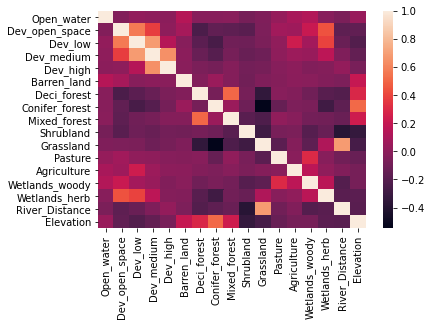 Open_water
Dev_open_space
Dev_low
Dev_medium
Dev_high
Barren_land
Deci_forest
Conifer_forest
Mixed_forest
Shrubland
Grassland
Pasture
Agriculture
Wetlands_woody
Wetlands_herb
River_Distance
Elevation
Open_water
Dev_open_space
Dev_low
Dev_medium
Dev_high
Barren_land
Deci_forest
Conifer_forest
Mixed_forest
Shrubland
Grassland
Pasture
Agriculture
Wetlands_woody
Wetlands_herb
River_Distance
Elevation
1.0
0.8
0.6
0.4
0.2
0.0
−0.2
−0.4